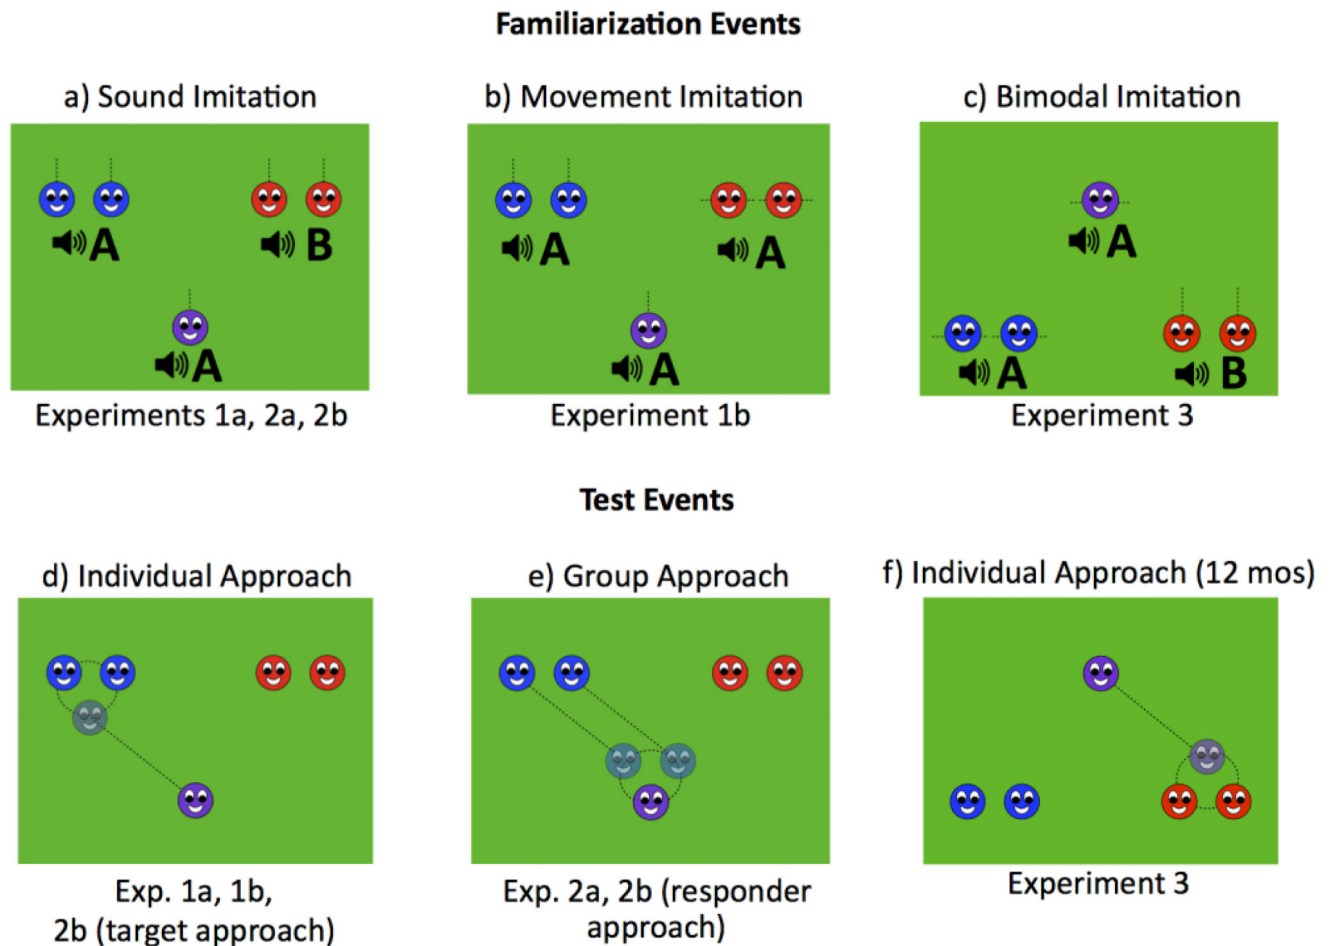 Familiarization Events
a) Sound Imitation
b) Movement Imitation
c) Bimodal Imitation
A
B
A
A
A
A
A
A
B
Experiments 1a, 2a, 2b
Experiment 1b
Experiment 3
Test Events
d) Individual Approach
e) Group Approach
f) Individual Approach (12 mos)
Exp. 1a, 1b,
2b (target approach)
Exp. 2a, 2b (responder
approach)
Experiment 3